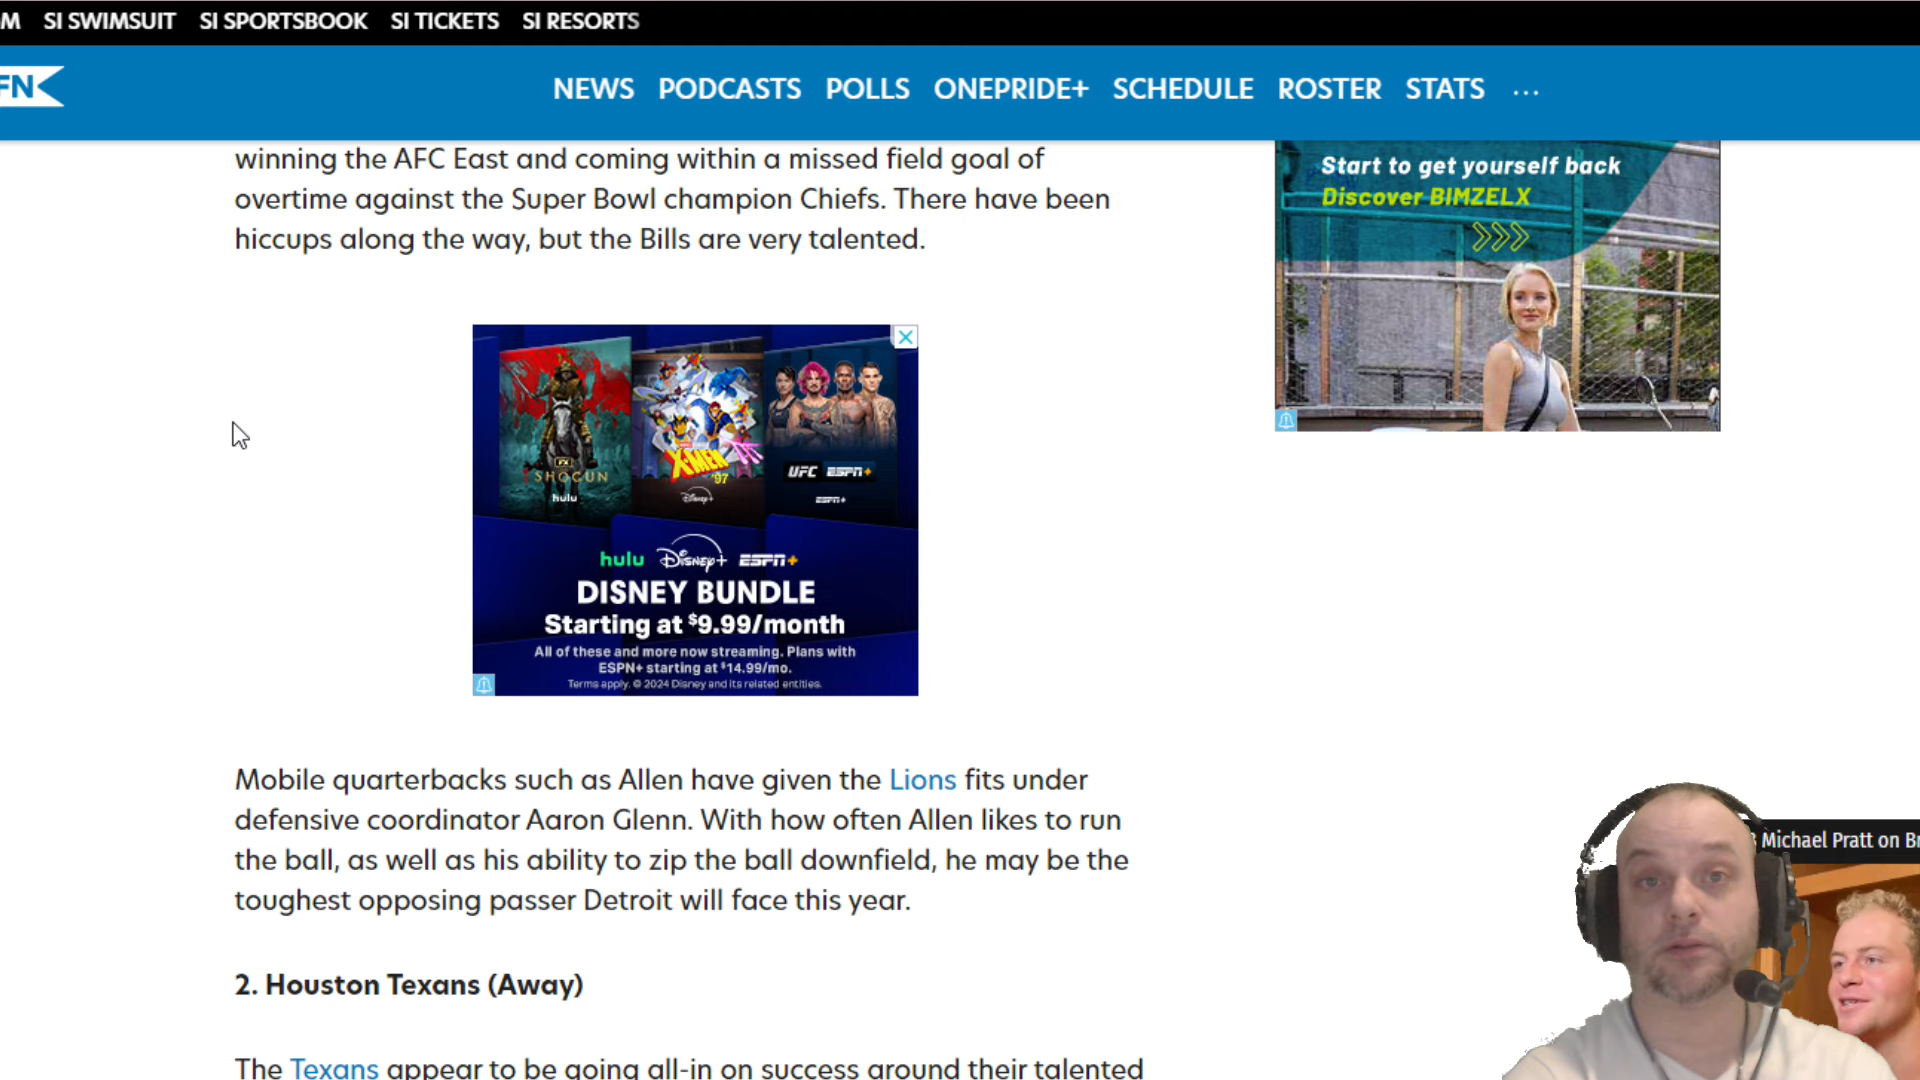 M SI SWIMSUIT SI SPORTSBOOK SI TICKETS SI RESORTS
FN
NEWS PODCASTS POLLS ONEPRIDE+ SCHEDULE ROSTER STATS ...
winning the AFC East and coming within a missed field goal of
overtime against the Super Bowl champion Chiefs. There have been
hiccups along the way, but the Bills are very talented.
Start to get yourself back
Discover BIMZELX
FX
SHOGUN
hulu
X-MEN
'97
Disney+
UFC ESPN+
ESPN+
hulu Disney+ ESPN+
DISNEY BUNDLE
Starting at $9.99/month
All of these and more now streaming. Plans with
ESPN+ starting at $14.99/mo.
Terms apply. © 2024 Disney and its related entities.
Mobile quarterbacks such as Allen have given the Lions fits under
defensive coordinator Aaron Glenn. With how often Allen likes to run
the ball, as well as his ability to zip the ball downfield, he may be the
toughest opposing passer Detroit will face this year.
Michael Pratt on Br
2. Houston Texans (Away)
The Texans appear to be going all-in on success around their talented